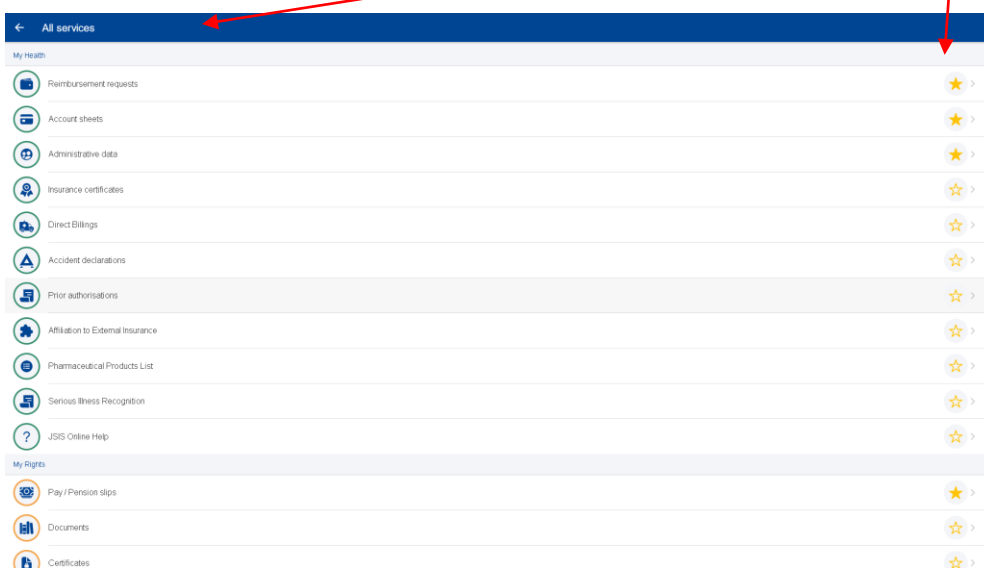 All services
My Health
Reimbursement requests
Account sheets
Administrative data
Insurance certificates
Direct Billings
Accident declarations
Prior authorisations
Affiliation to External Insurance
Pharmaceutical Products List
Serious Illness Recognition
? JSIS Online Help
My Rights
Pay / Pension slips
Documents
Certificates